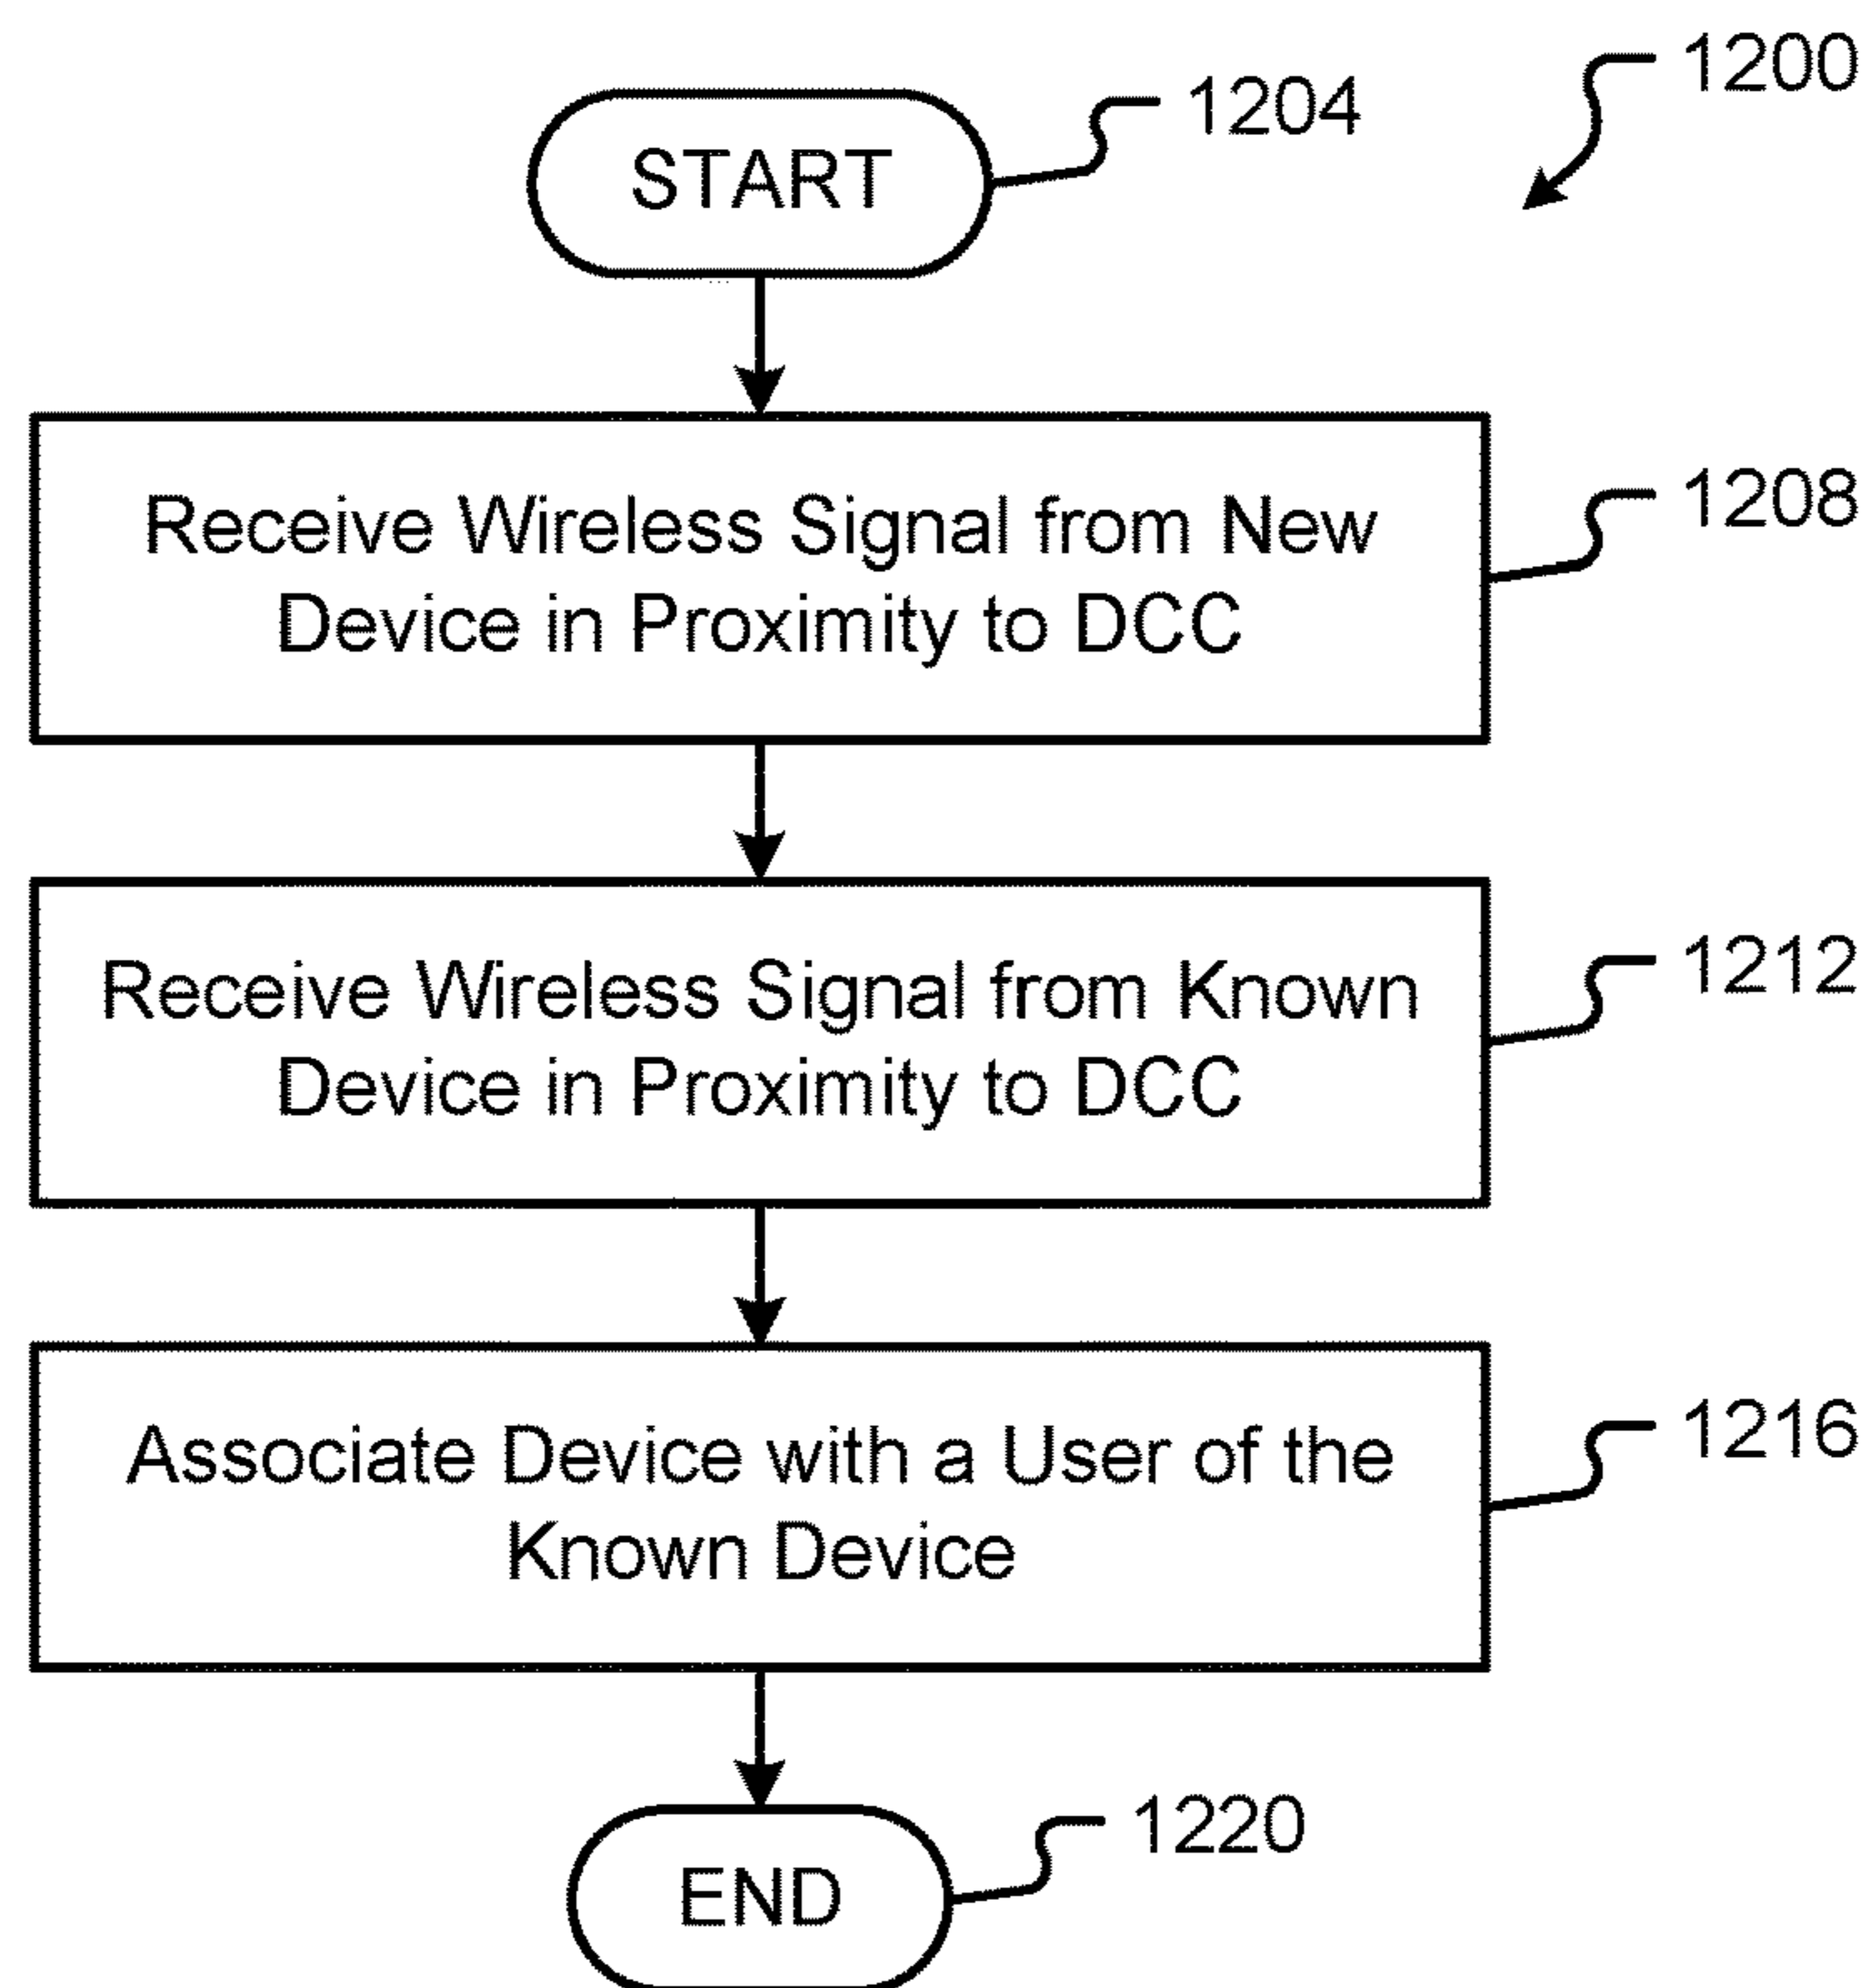 1200
START
1204
Receive Wireless Signal from New
Device in Proximity to DCC
1208
Receive Wireless Signal from Known
Device in Proximity to DCC
1212
Associate Device with a User of the
Known Device
1216
END
1220